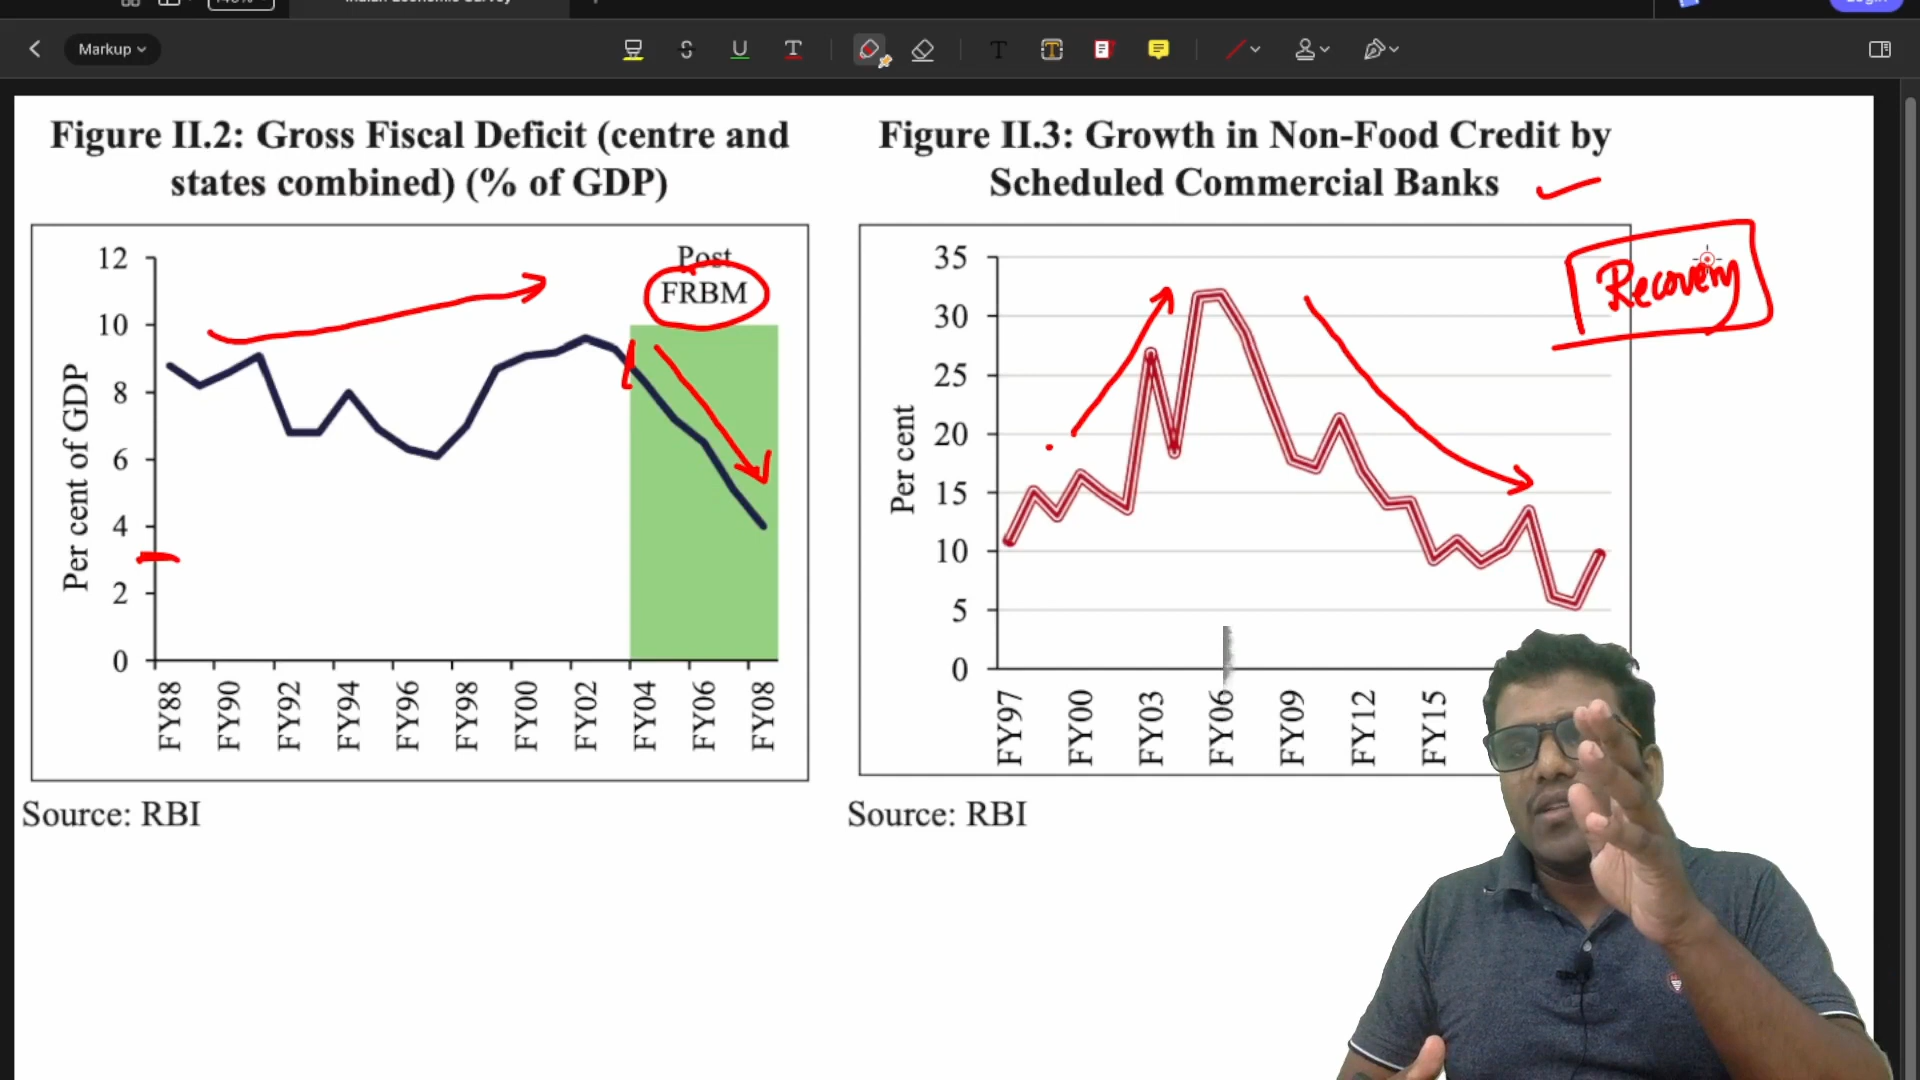 Markup
Figure II.2: Gross Fiscal Deficit (centre and
states combined) (% of GDP)
12
10
8
6
4
2
0
Per cent of GDP
Post
FRBM
FY88
FY90
FY92
FY94
FY96
FY98
FY00
FY02
FY04
FY06
FY08
Source: RBI
Figure II.3: Growth in Non-Food Credit by
Scheduled Commercial Banks
Recovery
35
30
25
20
15
10
5
0
Per cent
FY97
FY00
FY03
FY06
FY09
FY12
FY15
Source: RBI